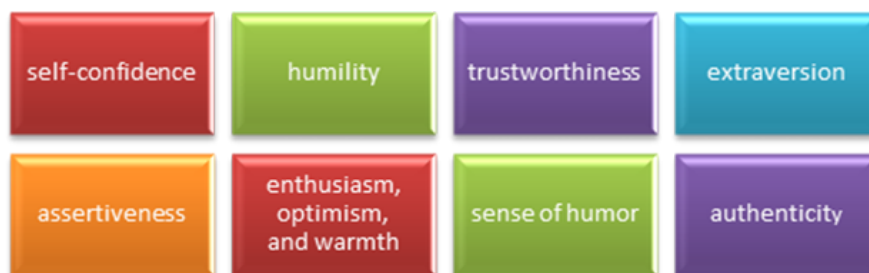 self-confidence
humility
trustworthiness
extraversion
assertiveness
enthusiasm,
optimism,
and warmth
sense of humor
authenticity